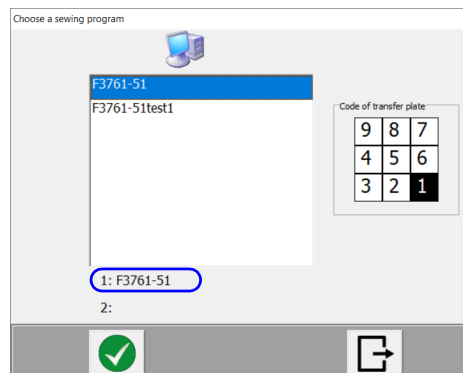 Choose a sewing program
F3761-51
F3761-51test1
Code of transfer plate
9 8 7
4 5 6
3 2 1
1: F3761-51
2: